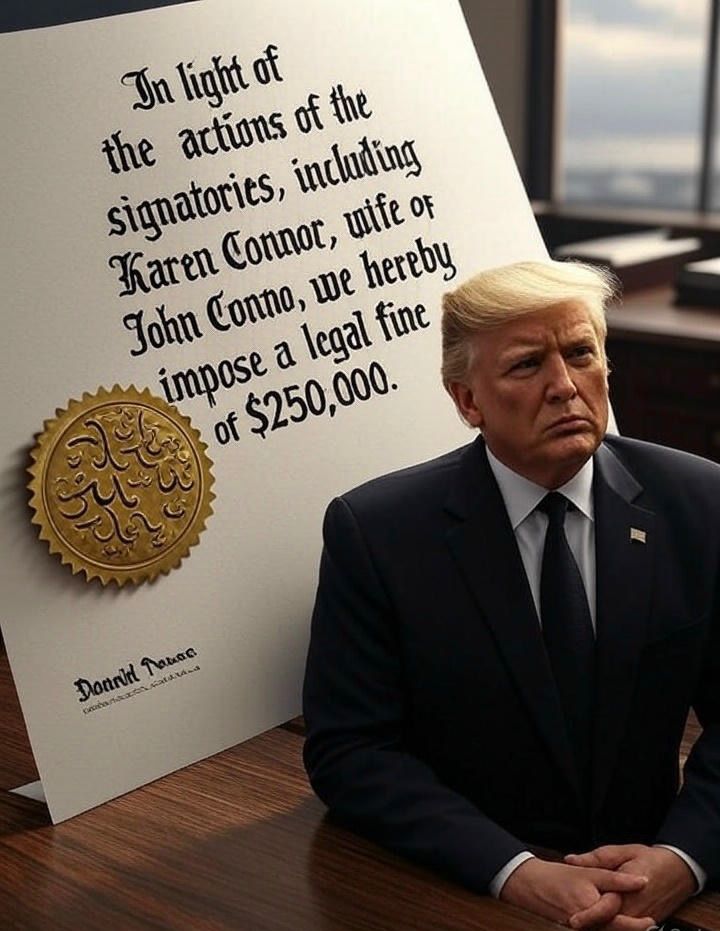 In light of
the actions of the
signatories, including
Karen Connor, wife of
John Conno, we hereby
impose a legal fine
of $250,000.